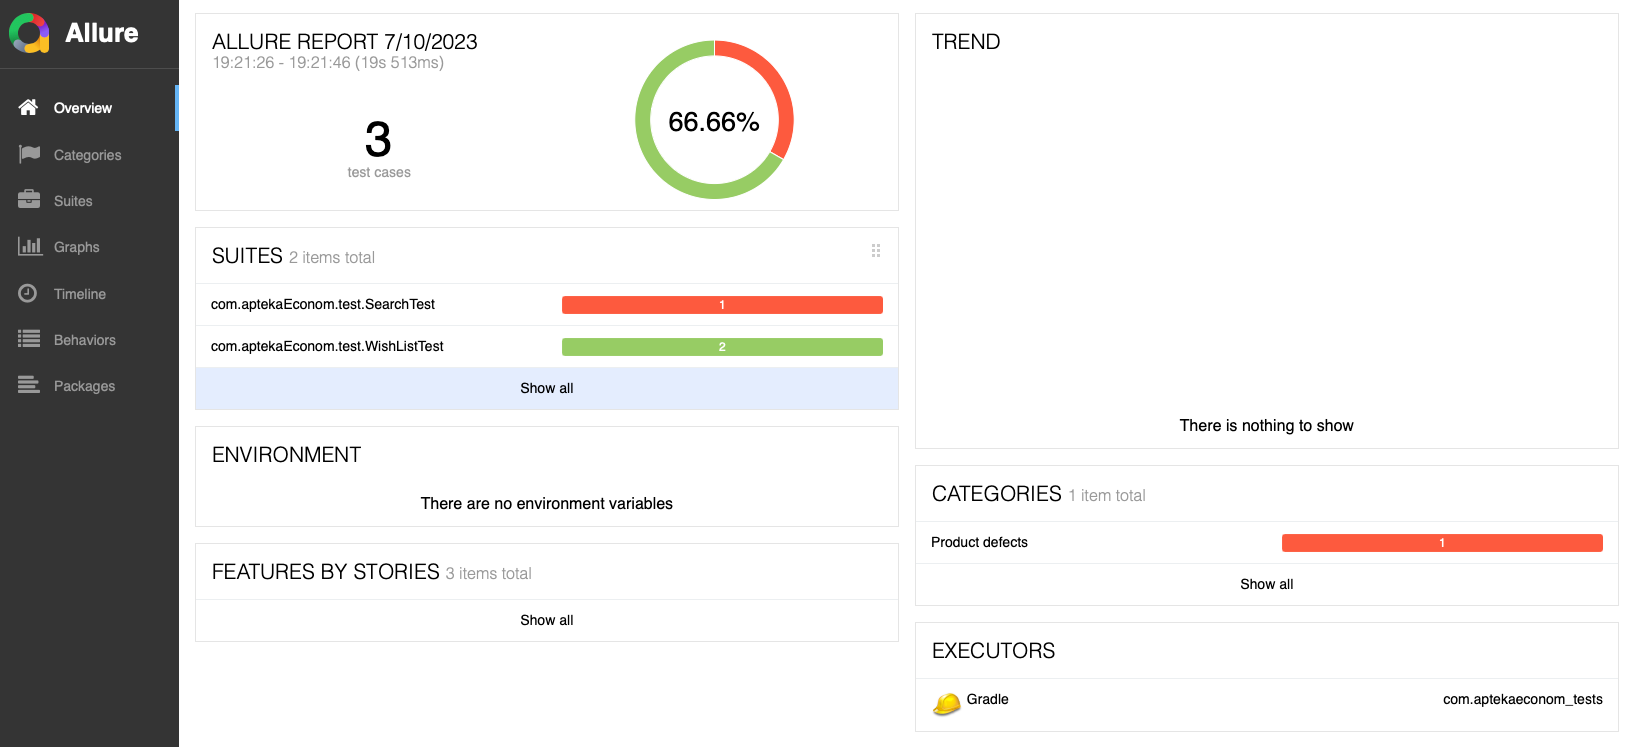 Allure
Overview
Categories
Suites
Graphs
Timeline
Behaviors
Packages
ALLURE REPORT 7/10/2023
19:21:26 - 19:21:46 (19s 513ms)
3
test cases
66.66%
SUITES 2 items total
com.aptekaEconom.test.SearchTest 1
com.aptekaEconom.test.WishListTest 2
Show all
ENVIRONMENT
There are no environment variables
FEATURES BY STORIES 3 items total
Show all
TREND
There is nothing to show
CATEGORIES 1 item total
Product defects 1
Show all
EXECUTORS
Gradle com.aptekaeconom_tests